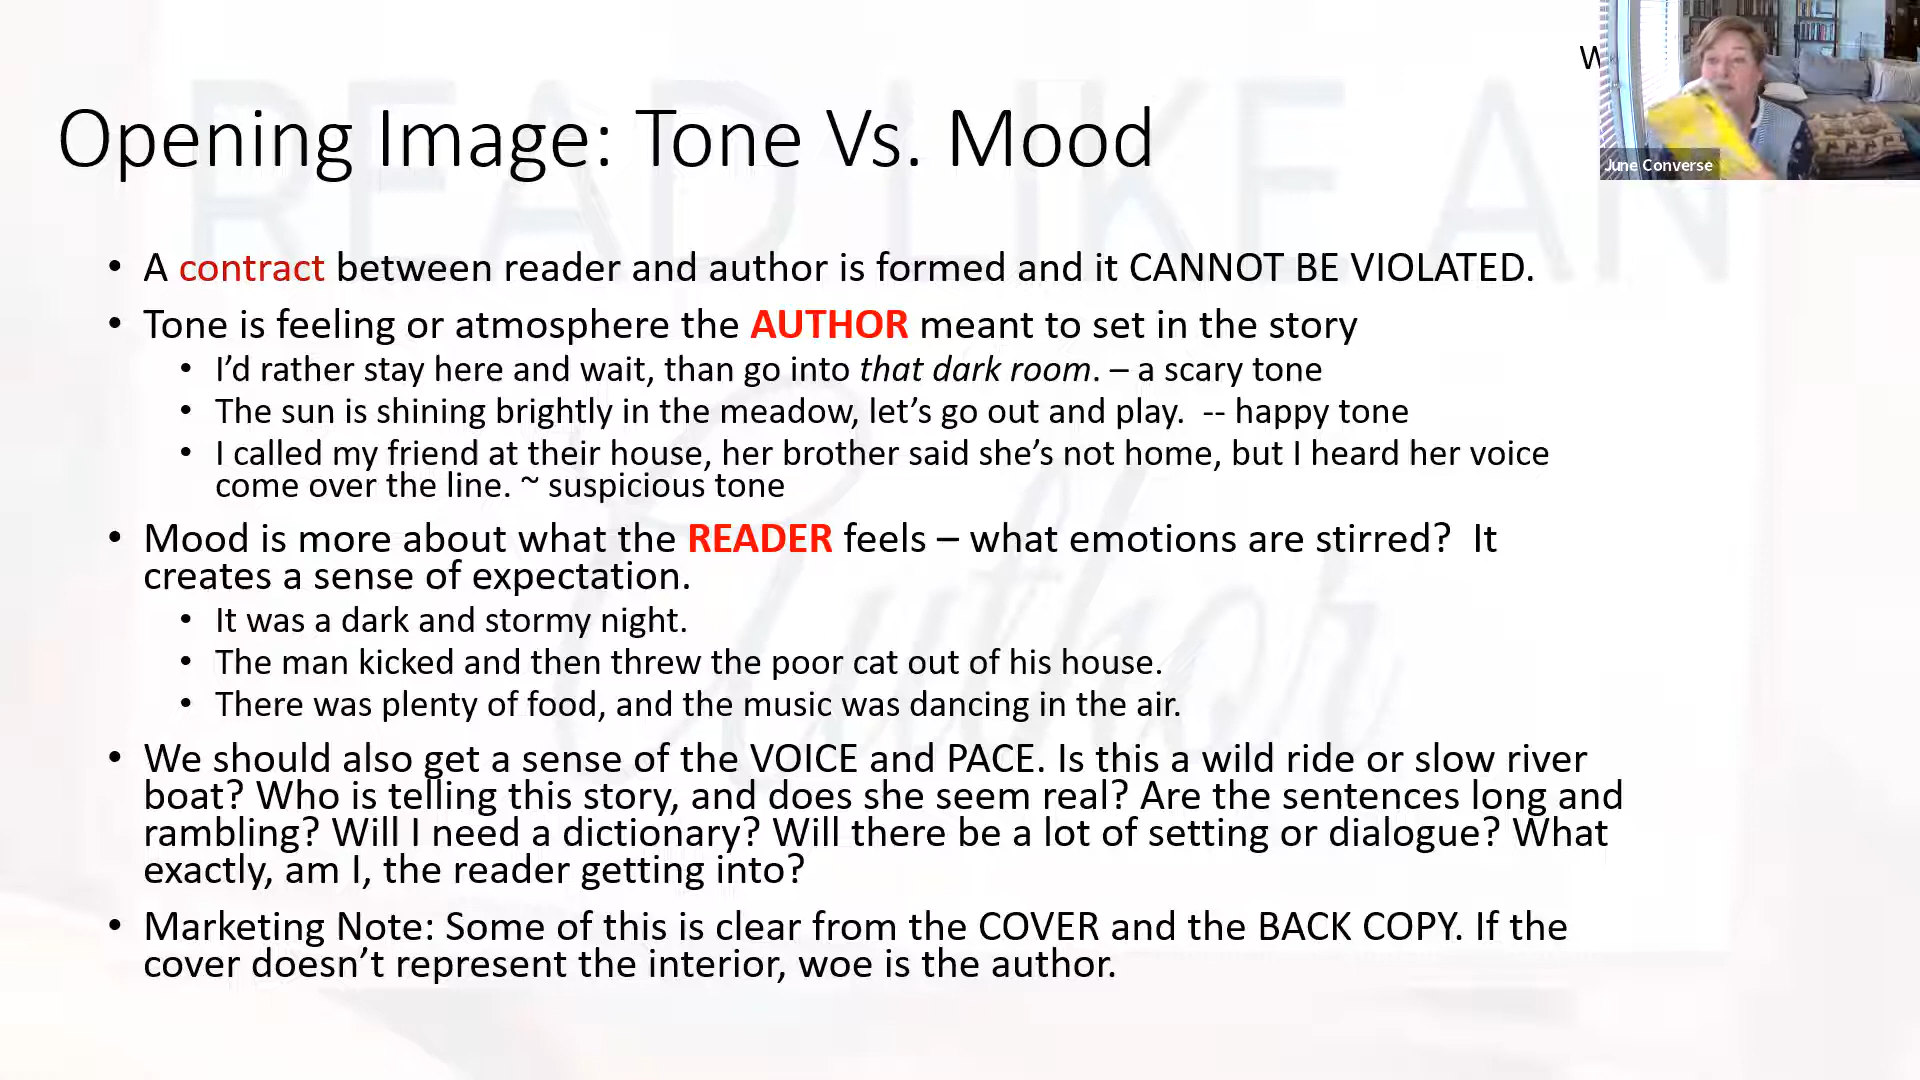 W
Opening Image: Tone Vs. Mood
June Converse
READ LIKE AN
Author
• A contract between reader and author is formed and it CANNOT BE VIOLATED.
• Tone is feeling or atmosphere the AUTHOR meant to set in the story
• I’d rather stay here and wait, than go into that dark room. – a scary tone
• The sun is shining brightly in the meadow, let’s go out and play.  -- happy tone
• I called my friend at their house, her brother said she’s not home, but I heard her voice
come over the line. ~ suspicious tone
• Mood is more about what the READER feels – what emotions are stirred?  It
creates a sense of expectation.
• It was a dark and stormy night.
• The man kicked and then threw the poor cat out of his house.
• There was plenty of food, and the music was dancing in the air.
• We should also get a sense of the VOICE and PACE. Is this a wild ride or slow river
boat? Who is telling this story, and does she seem real? Are the sentences long and
rambling? Will I need a dictionary? Will there be a lot of setting or dialogue? What
exactly, am I, the reader getting into?
• Marketing Note: Some of this is clear from the COVER and the BACK COPY. If the
cover doesn’t represent the interior, woe is the author.